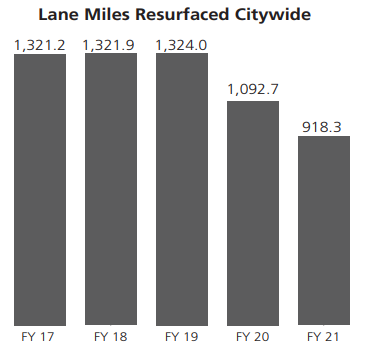 Lane Miles Resurfaced Citywide
1,321.2 1,321.9 1,324.0
1,092.7
918.3
FY 17 FY 18 FY 19 FY 20 FY 21